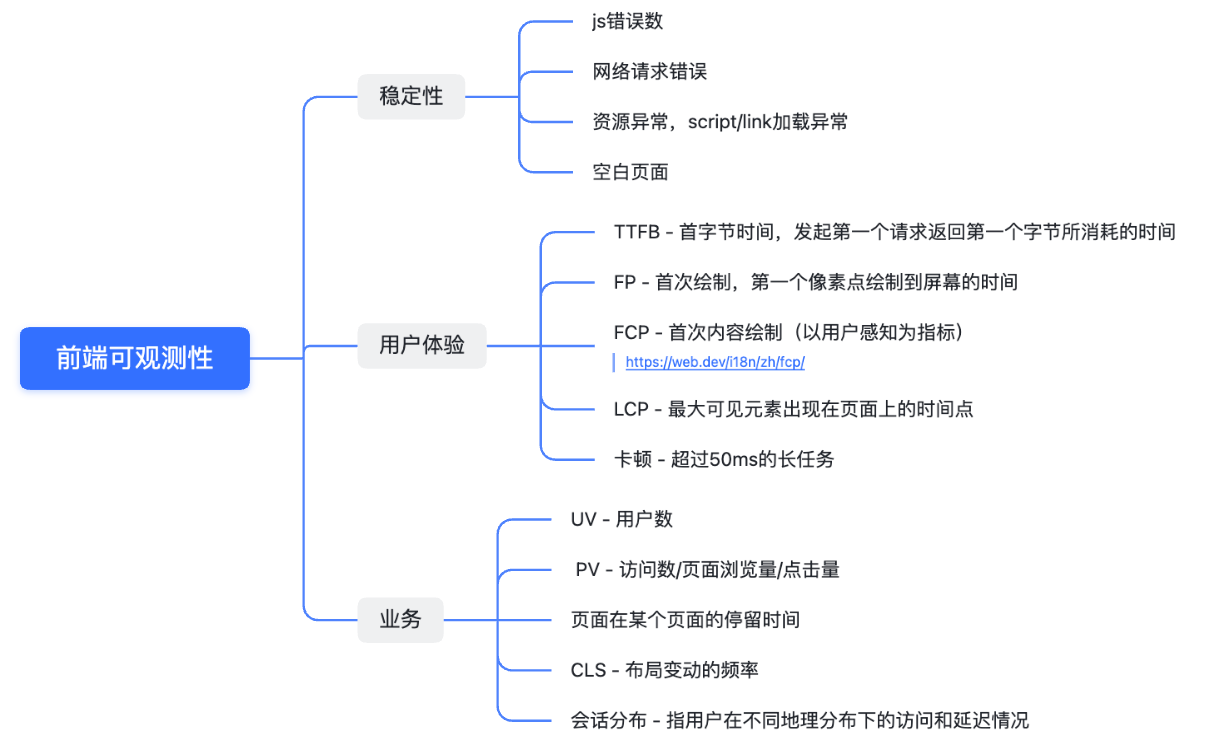 前端可观测性
稳定性
js错误数
网络请求错误
资源异常，script/link加载异常
空白页面
用户体验
TTFB - 首字节时间，发起第一个请求返回第一个字节所消耗的时间
FP - 首次绘制，第一个像素点绘制到屏幕的时间
FCP - 首次内容绘制（以用户感知为指标）
https://web.dev/i18n/zh/fcp/
LCP - 最大可见元素出现在页面上的时间点
卡顿 - 超过50ms的长任务
业务
UV - 用户数
PV - 访问数/页面浏览量/点击量
页面在某个页面的停留时间
CLS - 布局变动的频率
会话分布 - 指用户在不同地理分布下的访问和延迟情况